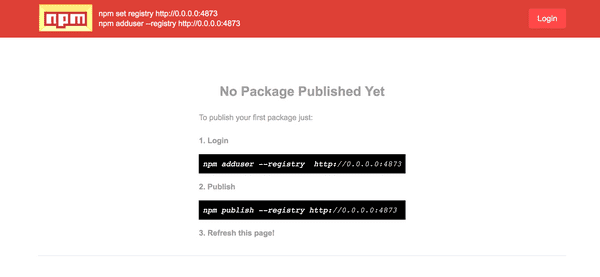 npm
npm set registry http://0.0.0.0:4873
npm adduser –registry http://0.0.0.0:4873
Login
No Package Published Yet
To publish your first package just:
1. Login
npm adduser --registry  http://0.0.0.0:4873
2. Publish
npm publish --registry http://0.0.0.0:4873
3. Refresh this page!